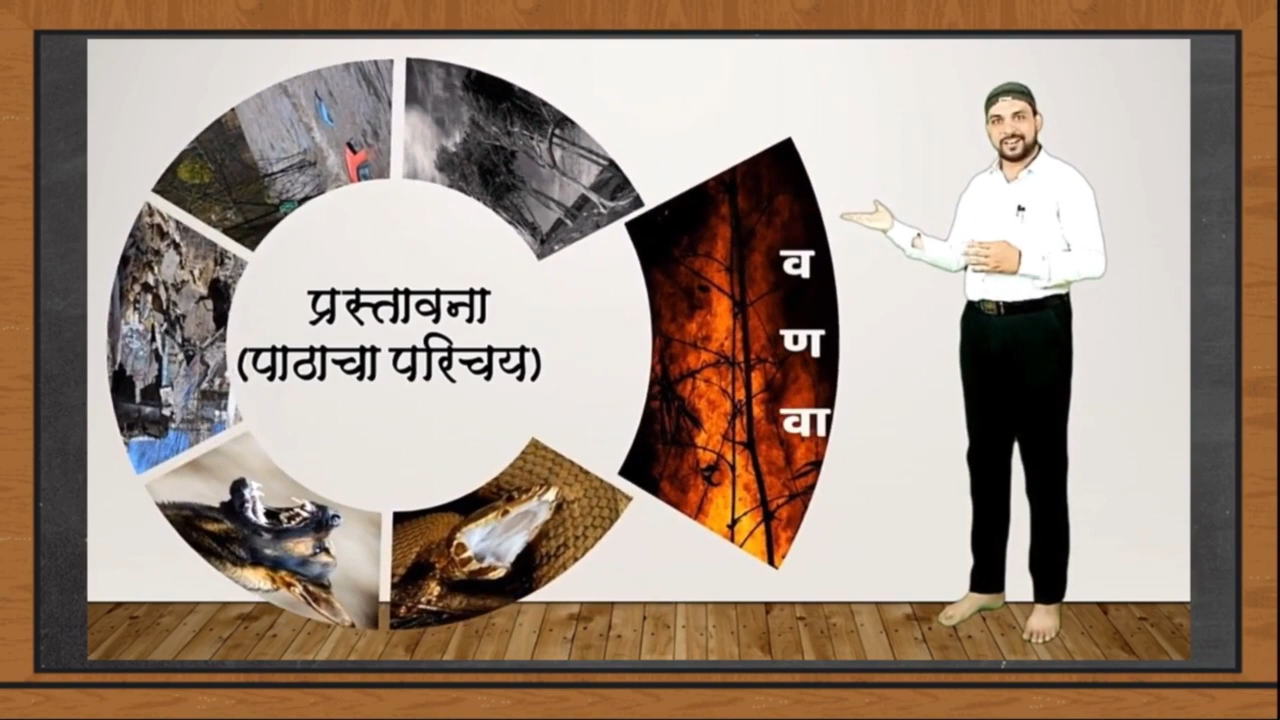 प्रस्तावना
(पाठाचा परिचय)
व
ण
वा